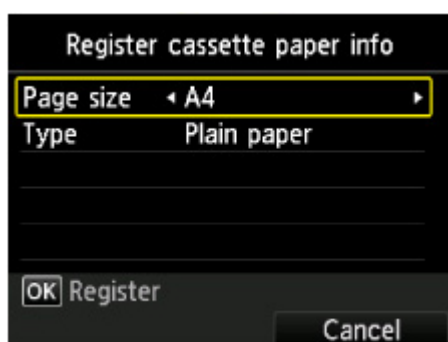 Register cassette paper info
Page size A4
Type Plain paper
OK Register
Cancel